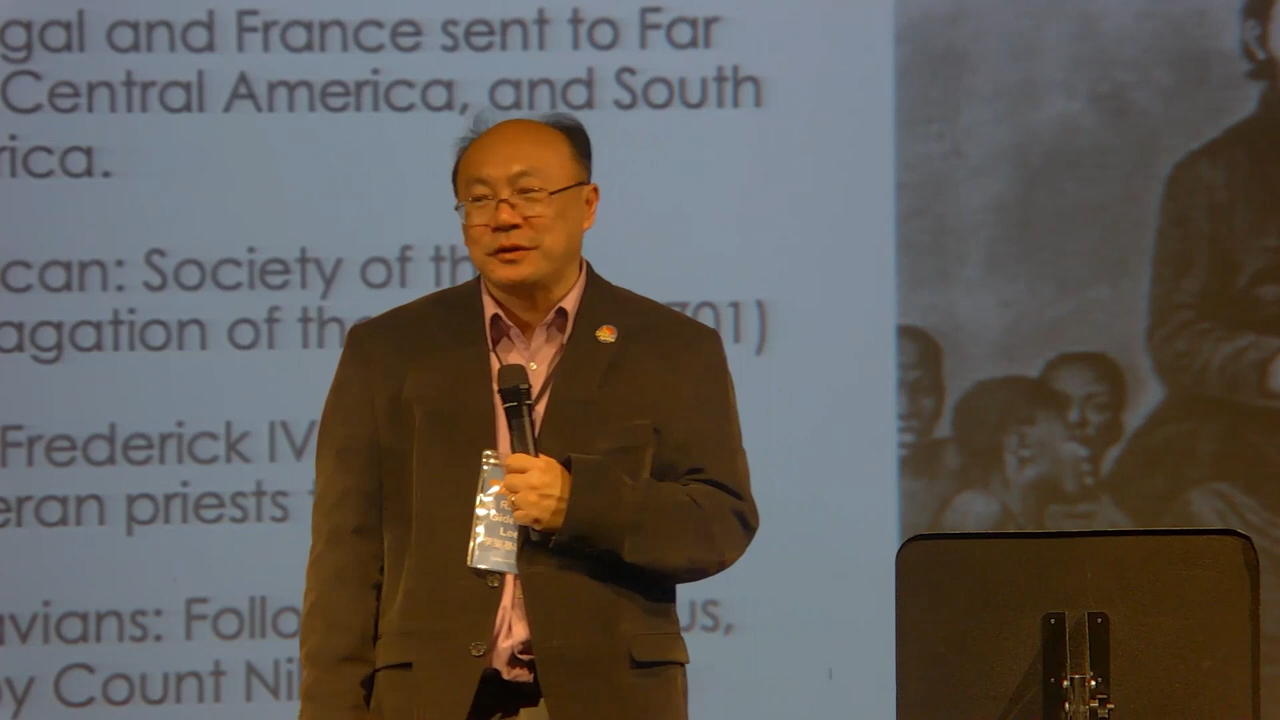 gal and France sent to Far
Central America, and South
rica.
can: Society of th
agation of the 701)
Frederick IV
eran priests
avians: Follo us,
by Count Ni